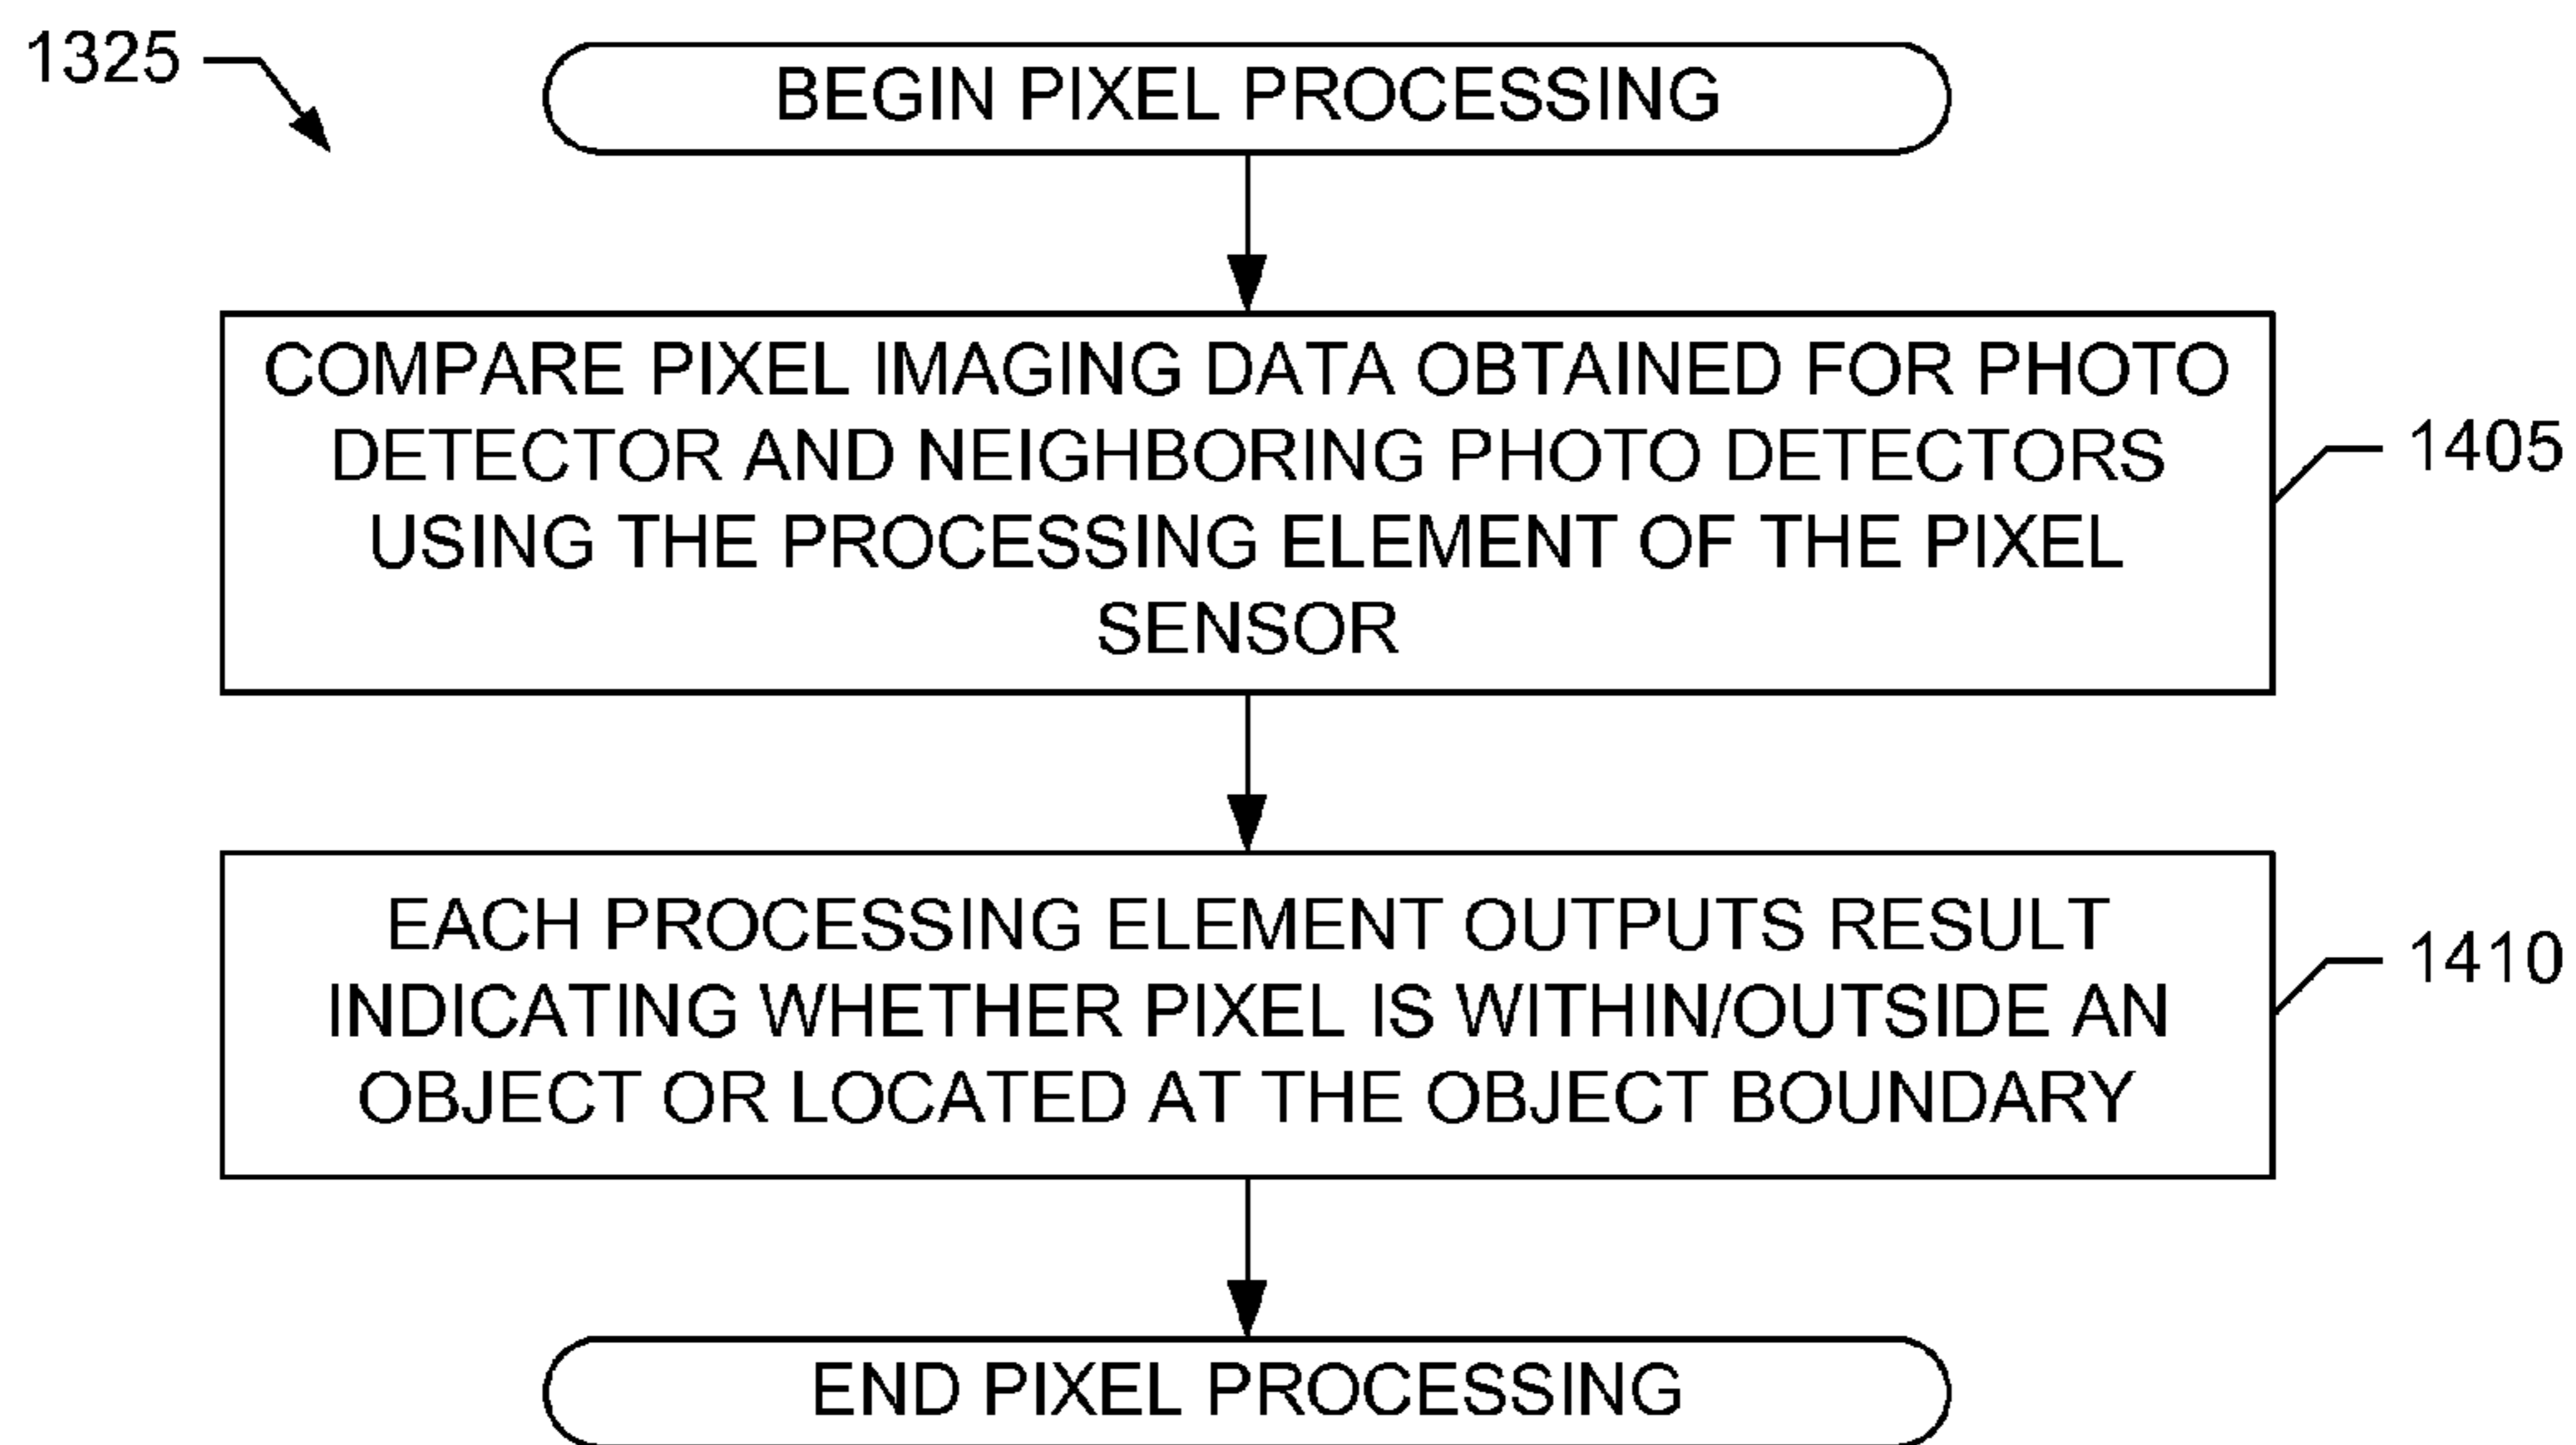 1325
BEGIN PIXEL PROCESSING
COMPARE PIXEL IMAGING DATA OBTAINED FOR PHOTO
DETECTOR AND NEIGHBORING PHOTO DETECTORS
USING THE PROCESSING ELEMENT OF THE PIXEL
SENSOR
1405
EACH PROCESSING ELEMENT OUTPUTS RESULT
INDICATING WHETHER PIXEL IS WITHIN/OUTSIDE AN
OBJECT OR LOCATED AT THE OBJECT BOUNDARY
1410
END PIXEL PROCESSING